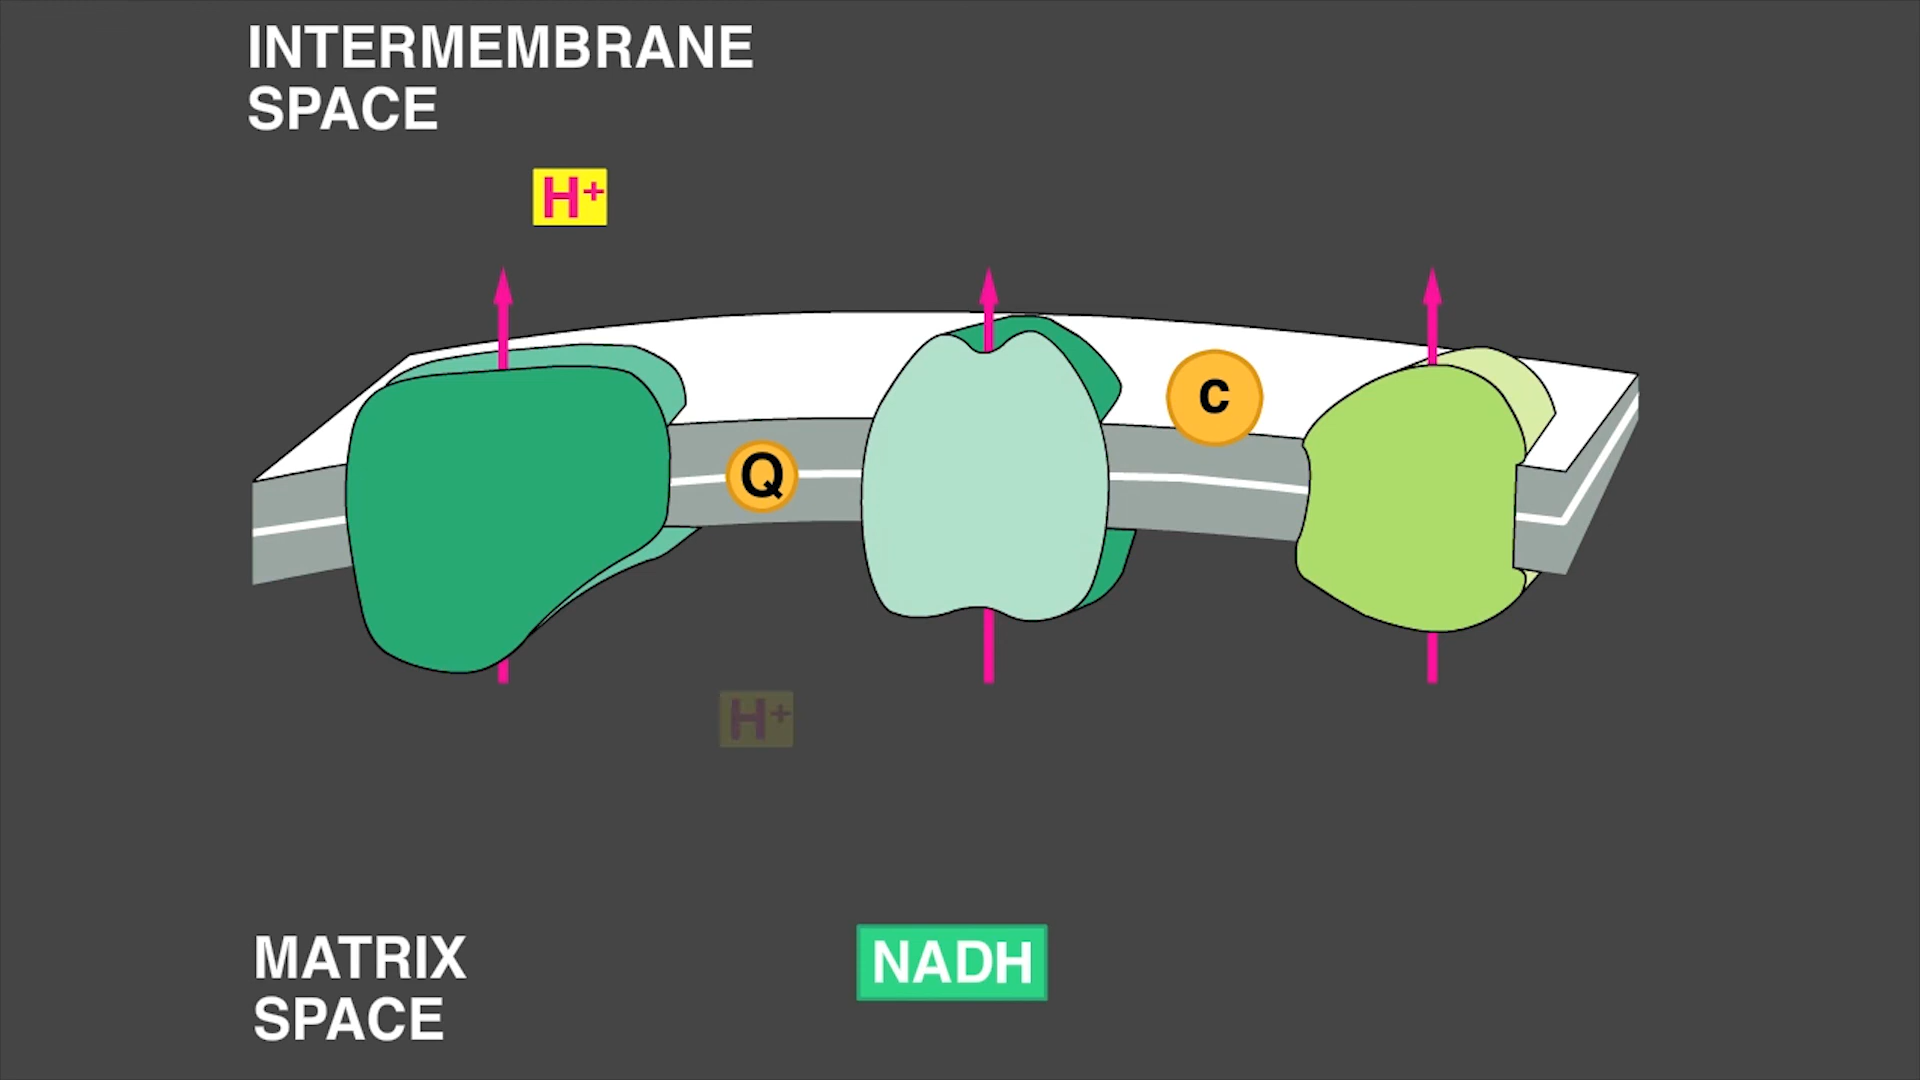 INTERMEMBRANE
SPACE
H⁺
C
Q
H⁺
MATRIX
SPACE
NADH